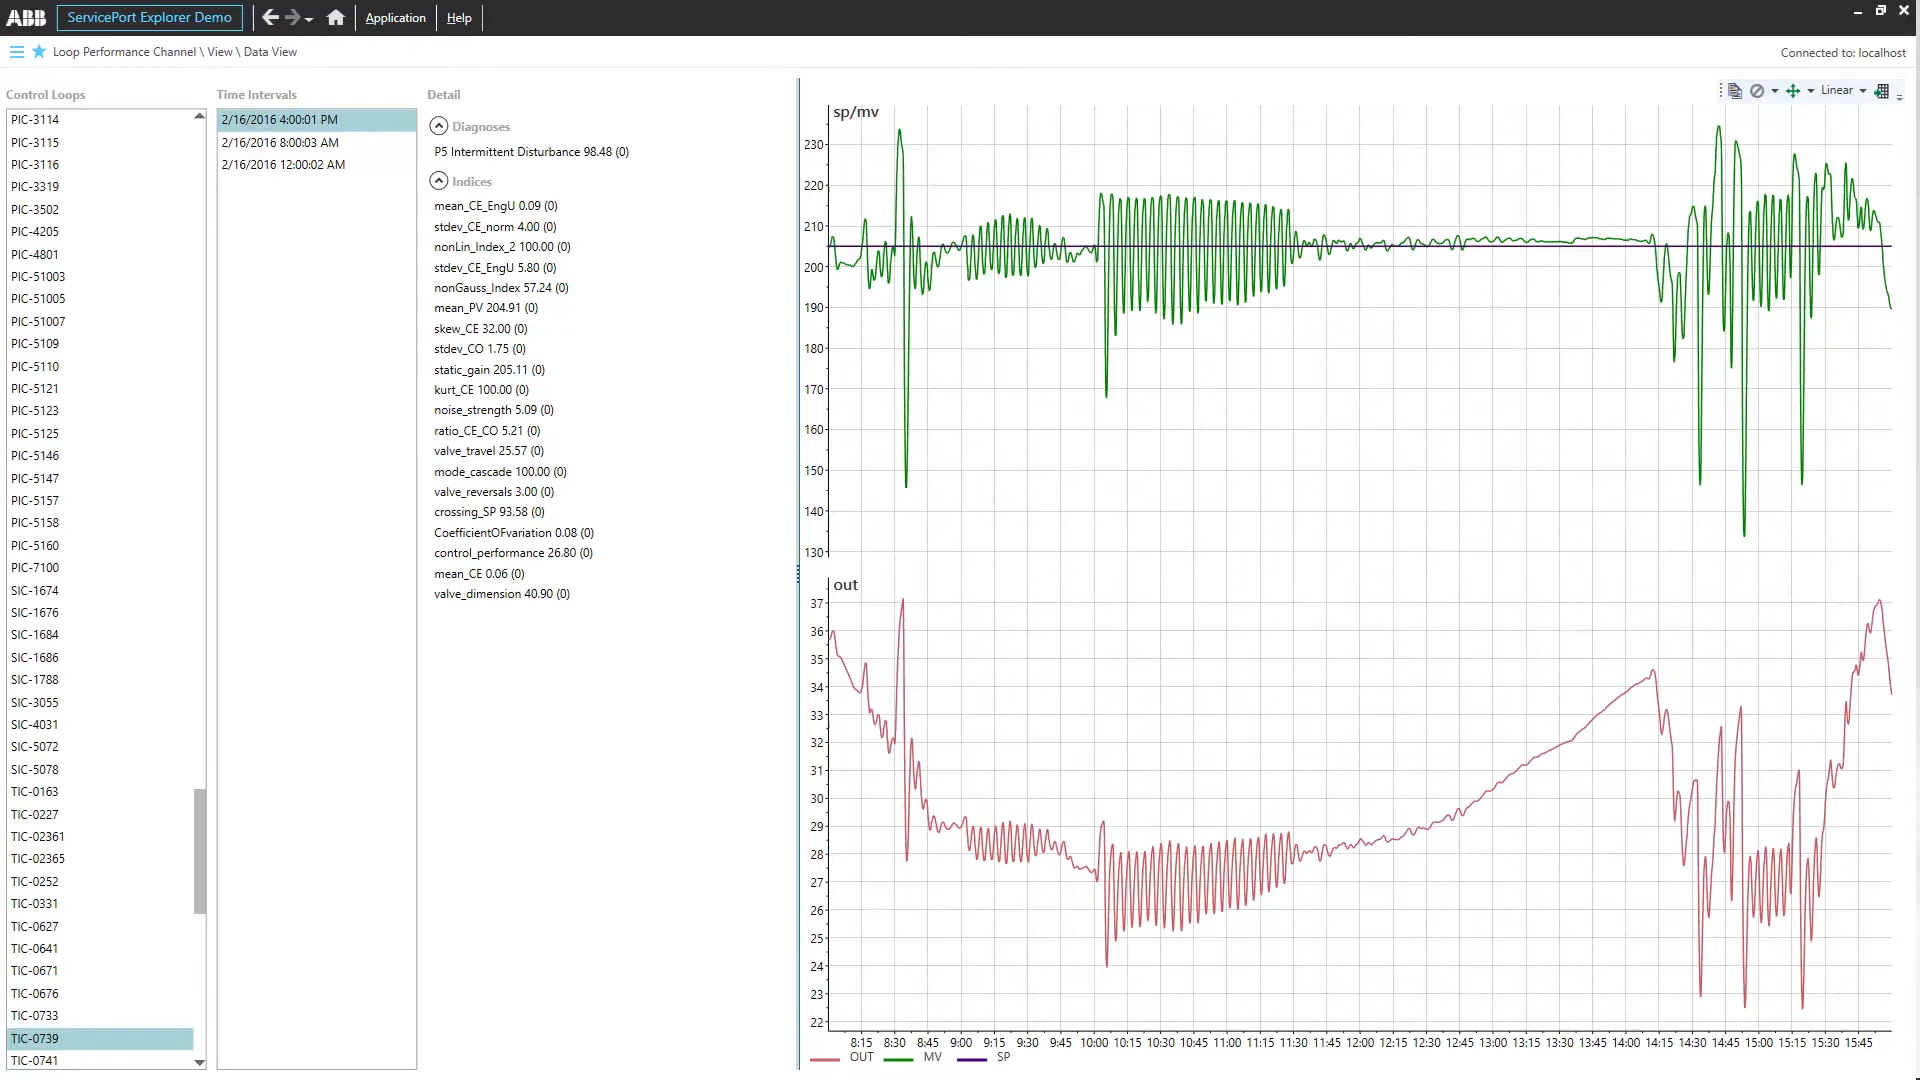 ABB ServicePort Explorer Demo Application Help
Loop Performance Channel \ View \ Data View Connected to: localhost
Control Loops
PIC-3114
PIC-3115
PIC-3116
PIC-3319
PIC-3502
PIC-4205
PIC-4801
PIC-51003
PIC-51005
PIC-51007
PIC-5109
PIC-5110
PIC-5121
PIC-5123
PIC-5125
PIC-5146
PIC-5147
PIC-5157
PIC-5158
PIC-5160
PIC-7100
SIC-1674
SIC-1676
SIC-1684
SIC-1686
SIC-1788
SIC-3055
SIC-4031
SIC-5072
SIC-5078
TIC-0163
TIC-0227
TIC-02361
TIC-02365
TIC-0252
TIC-0331
TIC-0627
TIC-0641
TIC-0671
TIC-0676
TIC-0733
TIC-0739
TIC-0741
Time Intervals
2/16/2016 4:00:01 PM
2/16/2016 8:00:03 AM
2/16/2016 12:00:02 AM
Detail
Diagnoses
P5 Intermittent Disturbance 98.48 (0)
Indices
mean_CE_EngU 0.09 (0)
stdev_CE_norm 4.00 (0)
nonLin_Index_2 100.00 (0)
stdev_CE_EngU 5.80 (0)
nonGauss_Index 57.24 (0)
mean_PV 204.91 (0)
skew_CE 32.00 (0)
stdev_CO 1.75 (0)
static_gain 205.11 (0)
kurt_CE 100.00 (0)
noise_strength 5.09 (0)
ratio_CE_CO 5.21 (0)
valve_travel 25.57 (0)
mode_cascade 100.00 (0)
valve_reversals 3.00 (0)
crossing_SP 93.58 (0)
CoefficientOFvariation 0.08 (0)
control_performance 26.80 (0)
mean_CE 0.06 (0)
valve_dimension 40.90 (0)
Linear
sp/mv
230
220
210
200
190
180
170
160
150
140
130
out
37
36
35
34
33
32
31
30
29
28
27
26
25
24
23
22
8:15 8:30 8:45 9:00 9:15 9:30 9:45 10:00 10:15 10:30 10:45 11:00 11:15 11:30 11:45 12:00 12:15 12:30 12:45 13:00 13:15 13:30 13:45 14:00 14:15 14:30 14:45 15:00 15:15 15:30 15:45
OUT MV SP